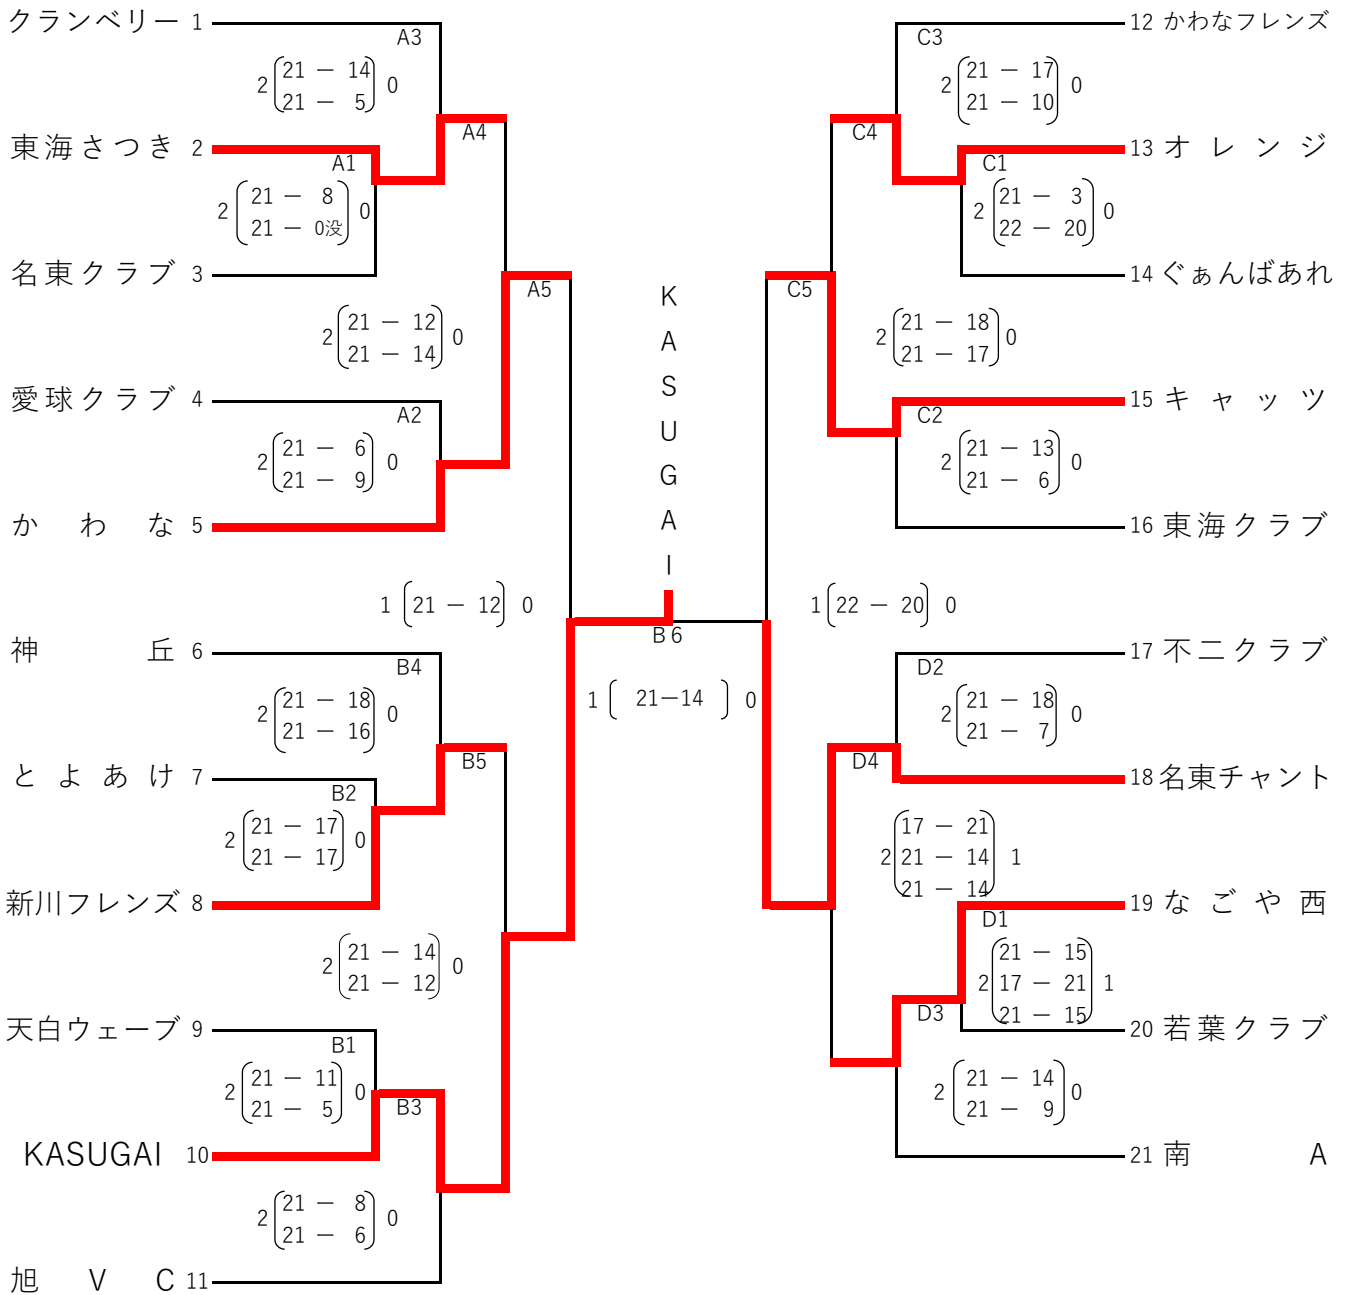 クランベリー 1
A3
2 21 － 14 0
21 － 5
東海さつき 2
A1
A4
2 21 － 8 0
21 － 0没
名東クラブ 3
A5
2 21 － 12 0
21 － 14
愛球クラブ 4
A2
2 21 － 6 0
21 － 9
かわな 5
1 21 － 12 0
神丘 6
B4
2 21 － 18 0
21 － 16
とよあけ 7
B2
B5
2 21 － 17 0
21 － 17
新川フレンズ 8
2 21 － 14 0
21 － 12
天白ウェーブ 9
B1
2 21 － 11 0
21 － 5
B3
KASUGAI 10
2 21 － 8 0
21 － 6
旭VC 11
KASUGAI
B6
1 ( 21－14 ) 0
12 かわなフレンズ
C3
2 21 － 17 0
21 － 10
13 オレンジ
C4
C1
2 21 － 3 0
22 － 20
14 ぐぁんばあれ
C5
2 21 － 18 0
21 － 17
15 キャッツ
C2
2 21 － 13 0
21 － 6
16 東海クラブ
1 22 － 20 0
17 不二クラブ
D2
2 21 － 18 0
21 － 7
D4
18 名東チャント
17 － 21
2 21 － 14 1
21 － 14
19 なごや西
D1
21 － 15
2 17 － 21 1
21 － 15
D3
20 若葉クラブ
2 21 － 14 0
21 － 9
21 南A